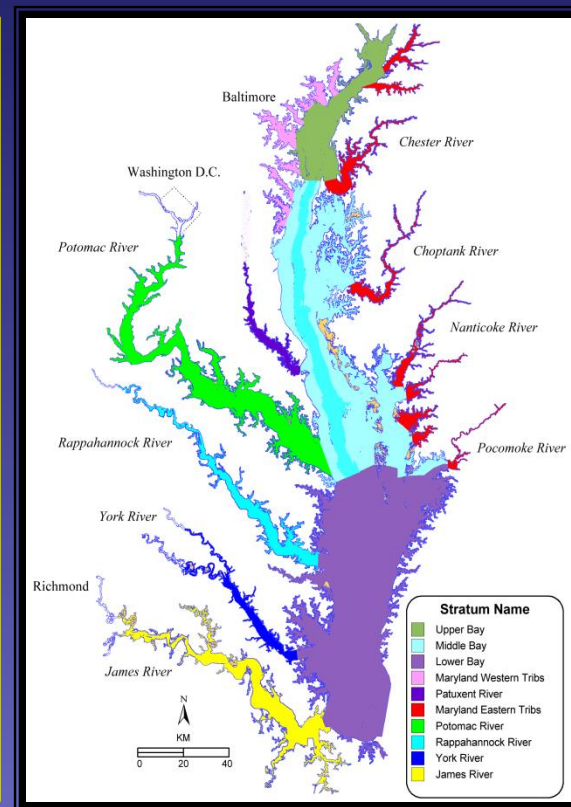 Baltimore
Chester River
Washington D.C.
Potomac River
Choptank River
Nanticoke River
Rappahannock River
Pocomoke River
York River
Richmond
James River
N
KM
0 20 40
Stratum Name
Upper Bay
Middle Bay
Lower Bay
Maryland Western Tribs
Patuxent River
Maryland Eastern Tribs
Potomac River
Rappahannock River
York River
James River